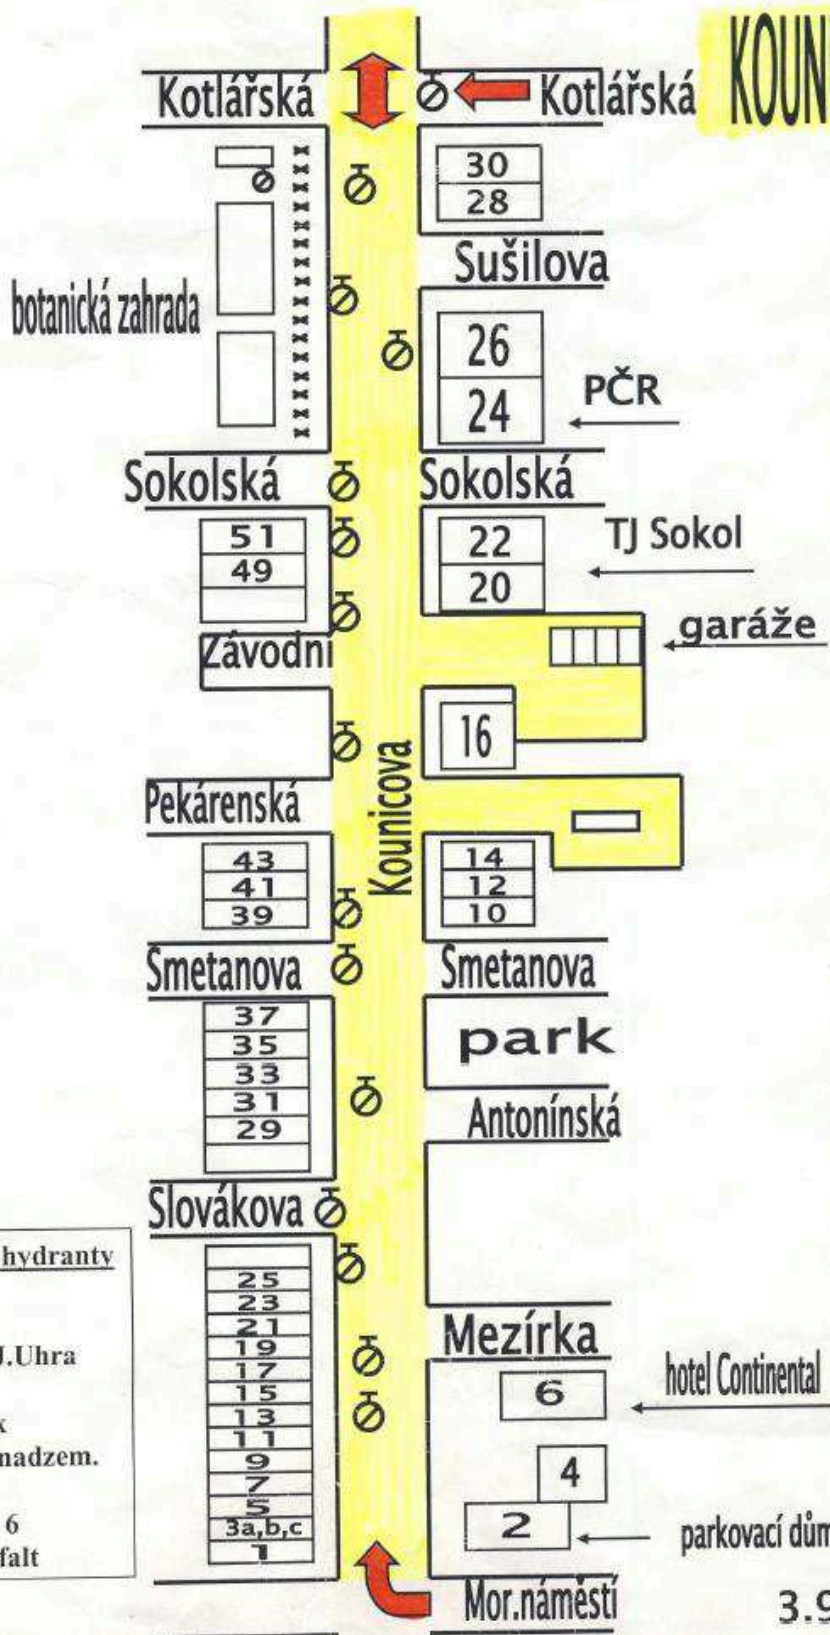 KOUN
Kotlářská
Kotlářská
30
28
Sušilova
botanická zahrada
26
24
PČR
Sokolská
Sokolská
51
49
22
20
TJ Sokol
Závodní
garáže
16
Kounicova
Pekárenská
43
41
39
14
12
10
Smetanova
Smetanova
37
35
33
31
29
park
Antonínská
Slovákova
hydranty
J.Uhra
x
nadzem.
6
falt
25
23
21
19
17
15
13
11
9
7
5
3a,b,c
1
Mezírka
6
hotel Continental
4
2
parkovací dům
Mor.náměstí
3.9